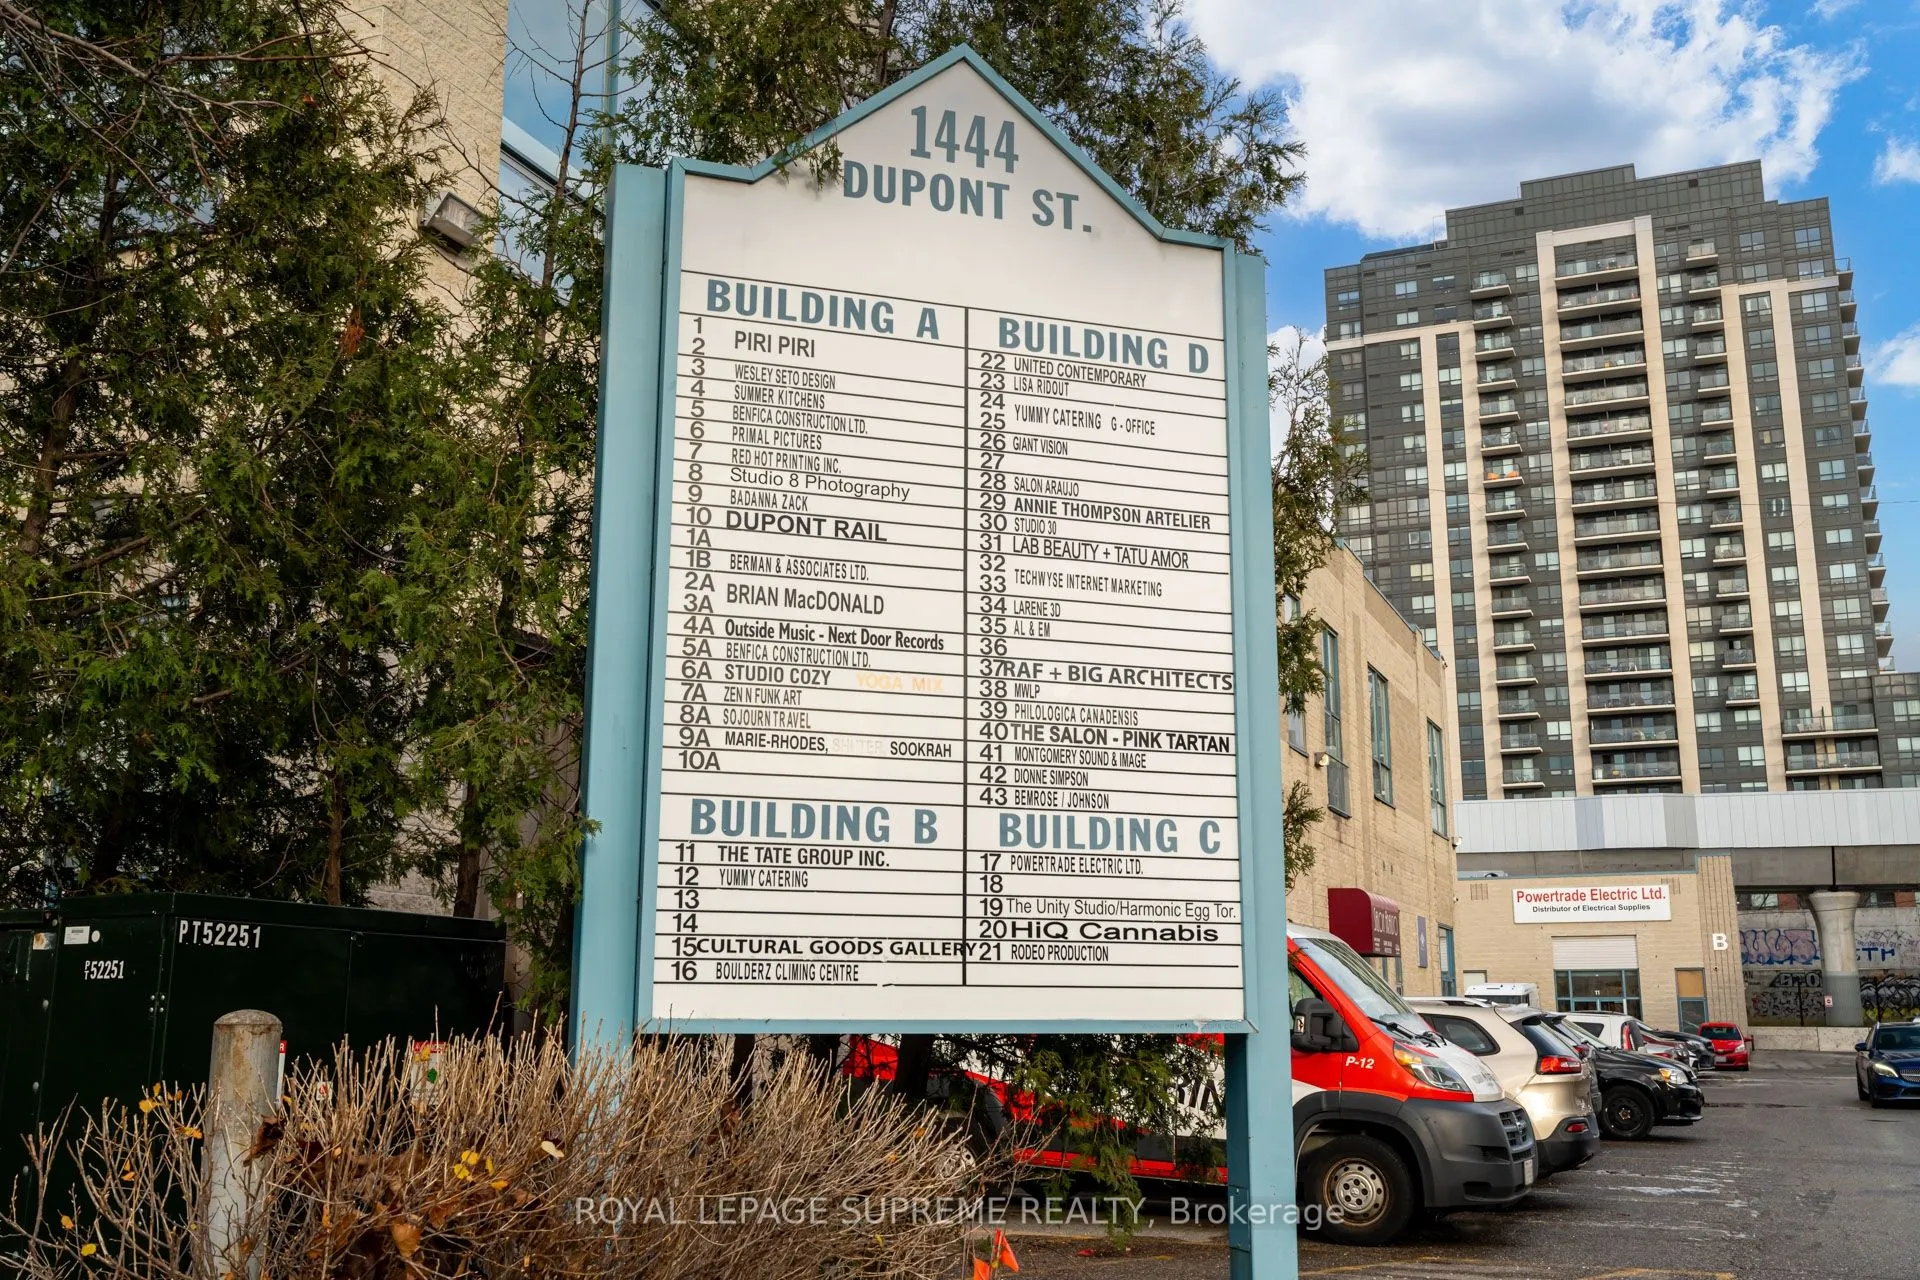 1444
DUPONT ST.
BUILDING A
1
2 PIRI PIRI
3 WESLEY SETO DESIGN
4 SUMMER KITCHENS
5 BENFICA CONSTRUCTION LTD.
6 PRIMAL PICTURES
7 RED HOT PRINTING INC.
8 Studio 8 Photography
9 BADANNA ZACK
10 DUPONT RAIL
1A
1B BERMAN & ASSOCIATES LTD.
2A BRIAN MacDONALD
3A
4A Outside Music - Next Door Records
5A BENFICA CONSTRUCTION LTD.
6A STUDIO COZY YOGA MIX
7A ZEN N FUNK ART
8A SOJOURN TRAVEL
9A MARIE-RHODES, SHUTER, SOOKRAH
10A
BUILDING B
11 THE TATE GROUP INC.
12 YUMMY CATERING
13
14
15 CULTURAL GOODS GALLERY
16 BOULDERZ CLIMING CENTRE
BUILDING D
22 UNITED CONTEMPORARY
23 LISA RIDOUT
24
25 YUMMY CATERING G - OFFICE
26 GIANT VISION
27
28 SALON ARAUJO
29 ANNIE THOMPSON ARTELIER
30 STUDIO 30
31 LAB BEAUTY + TATU AMOR
32
33 TECHWYSE INTERNET MARKETING
34 LARENE 3D
35 AL & EM
36
37 RAF + BIG ARCHITECTS
38 MWLP
39 PHILOLOGICA CANADENSIS
40 THE SALON - PINK TARTAN
41 MONTGOMERY SOUND & IMAGE
42 DIONNE SIMPSON
43 BEMROSE / JOHNSON
BUILDING C
17 POWERTRADE ELECTRIC LTD.
18
19 The Unity Studio/Harmonic Egg Tor.
20 HiQ Cannabis
21 RODEO PRODUCTION
PT52251
52251
Powertrade Electric Ltd.
Distributor of Electrical Supplies
B
11
P-12
ROYAL LEPAGE SUPREME REALTY, Brokerage